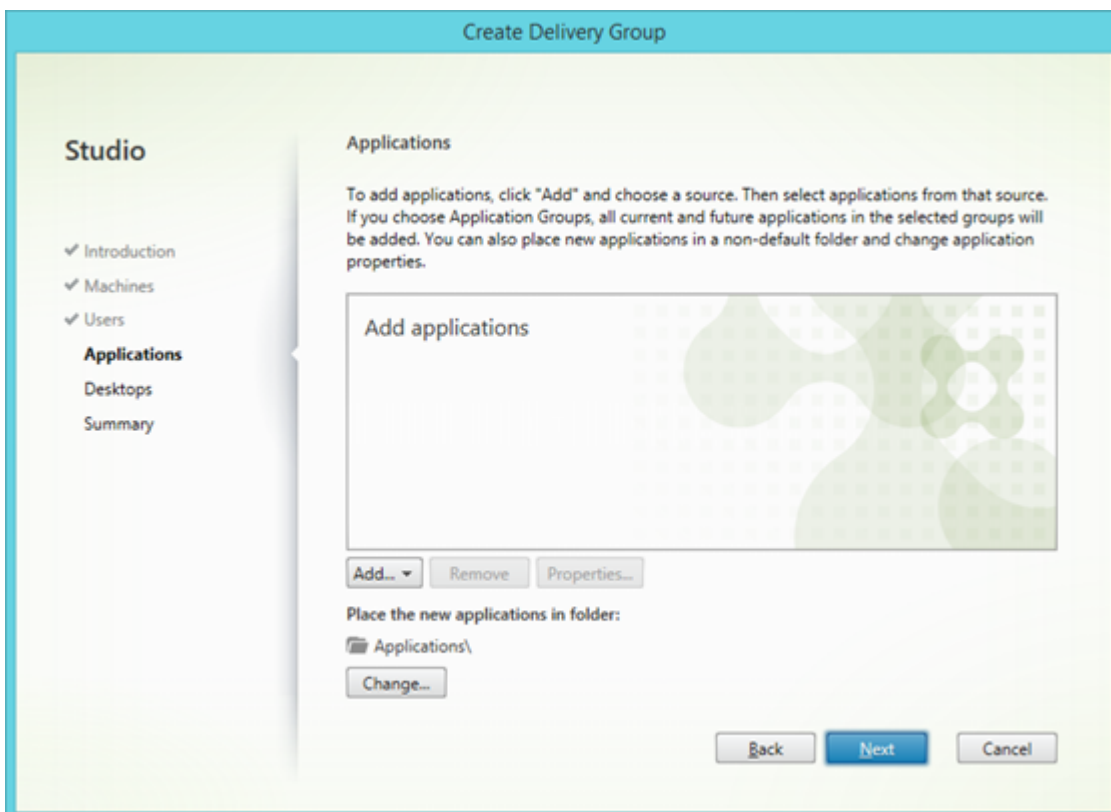 Create Delivery Group
Studio
Introduction
Machines
Users
Applications
Desktops
Summary
Applications
To add applications, click "Add" and choose a source. Then select applications from that source.
If you choose Application Groups, all current and future applications in the selected groups will
be added. You can also place new applications in a non-default folder and change application
properties.
Add applications
Add...
Remove
Properties...
Place the new applications in folder:
Applications\
Change...
Back
Next
Cancel